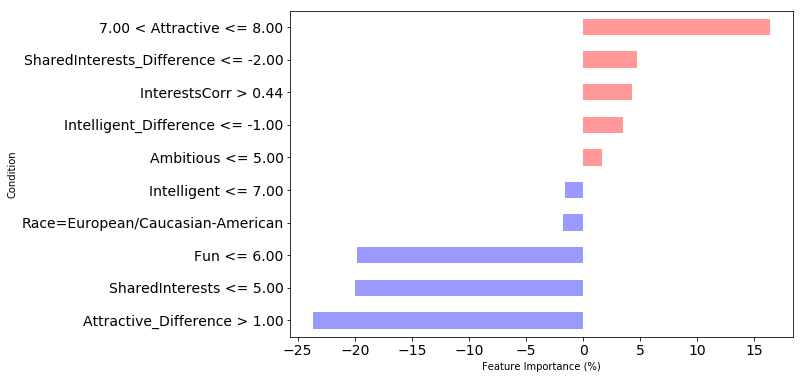 7.00 < Attractive <= 8.00
SharedInterests_Difference <= -2.00
InterestsCorr > 0.44
Intelligent_Difference <= -1.00
Ambitious <= 5.00
Intelligent <= 7.00
Race=European/Caucasian-American
Fun <= 6.00
SharedInterests <= 5.00
Attractive_Difference > 1.00
Condition
−25 −20 −15 −10 −5 0 5 10 15
Feature Importance (%)